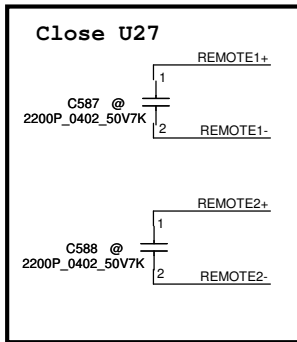 Close U27
REMOTE1+
1
C587 @
2200P_0402_50V7K
2
REMOTE1-
REMOTE2+
1
C588 @
2200P_0402_50V7K
2
REMOTE2-